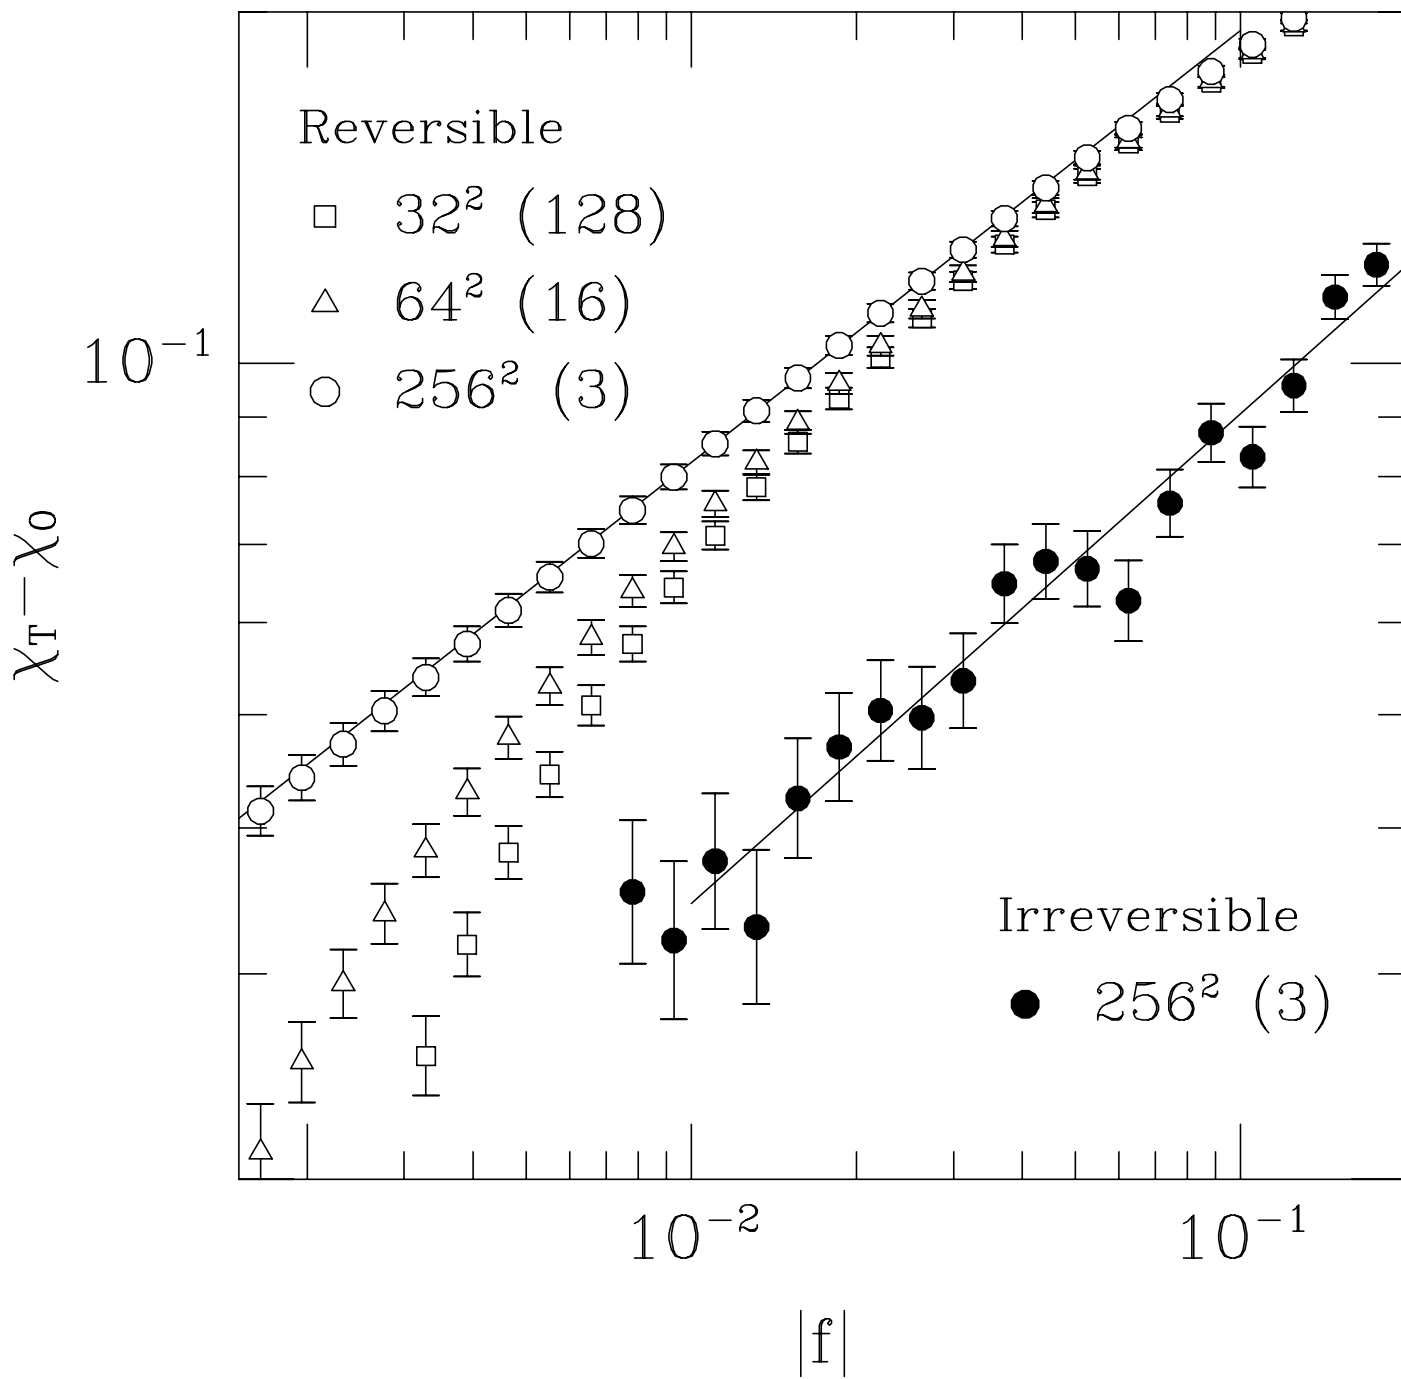 Reversible
32² (128)
64² (16)
256² (3)
10⁻¹
χT−χ0
Irreversible
256² (3)
10⁻² 10⁻¹
|f|